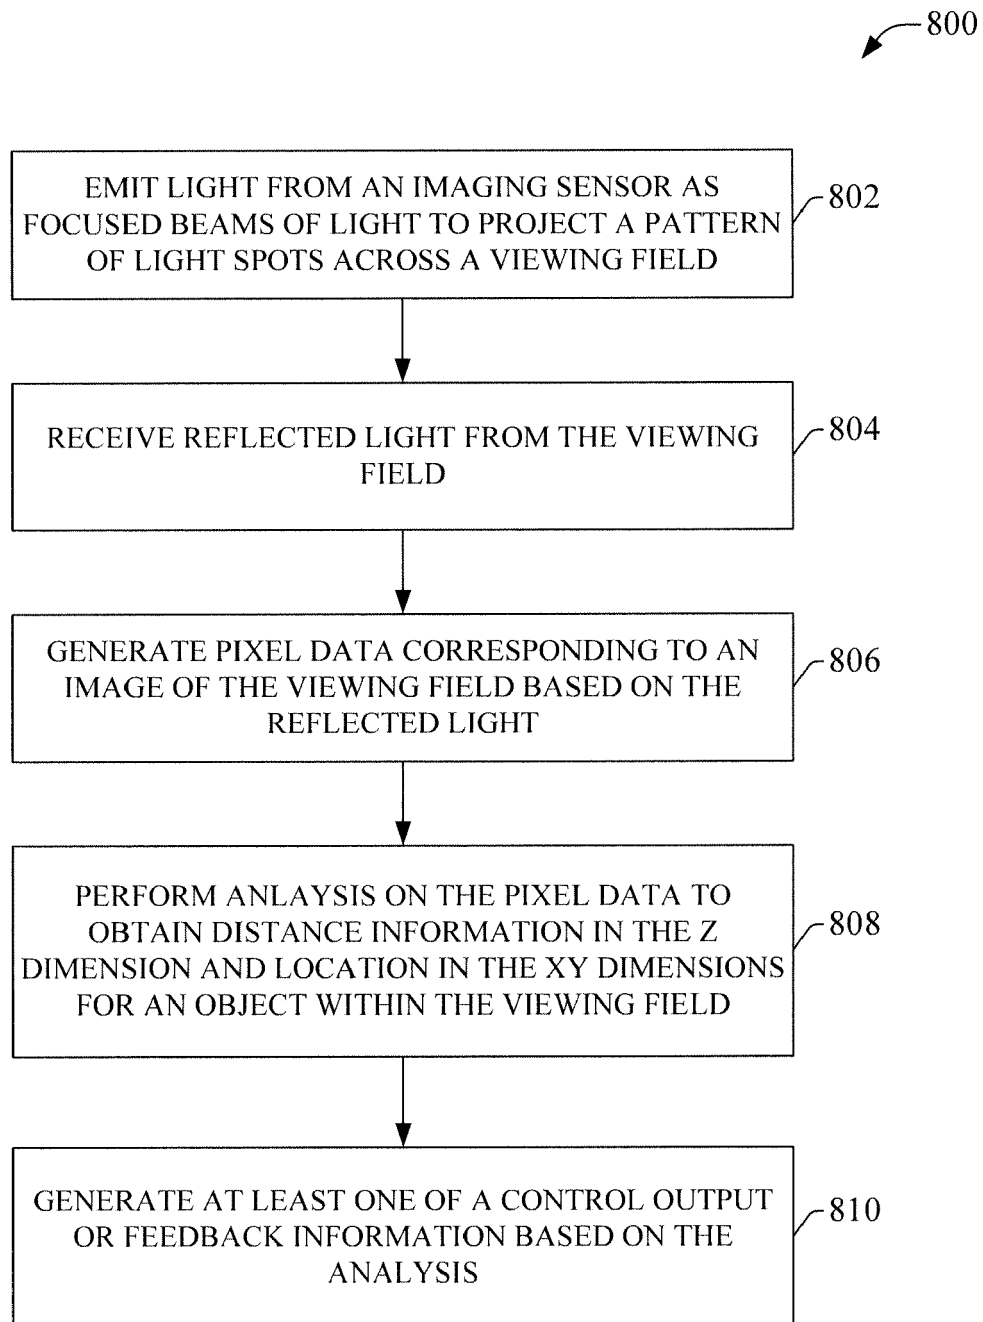 800
EMIT LIGHT FROM AN IMAGING SENSOR AS
FOCUSED BEAMS OF LIGHT TO PROJECT A PATTERN
OF LIGHT SPOTS ACROSS A VIEWING FIELD
802
RECEIVE REFLECTED LIGHT FROM THE VIEWING
FIELD
804
GENERATE PIXEL DATA CORRESPONDING TO AN
IMAGE OF THE VIEWING FIELD BASED ON THE
REFLECTED LIGHT
806
PERFORM ANLAYSIS ON THE PIXEL DATA TO
OBTAIN DISTANCE INFORMATION IN THE Z
DIMENSION AND LOCATION IN THE XY DIMENSIONS
FOR AN OBJECT WITHIN THE VIEWING FIELD
808
GENERATE AT LEAST ONE OF A CONTROL OUTPUT
OR FEEDBACK INFORMATION BASED ON THE
ANALYSIS
810